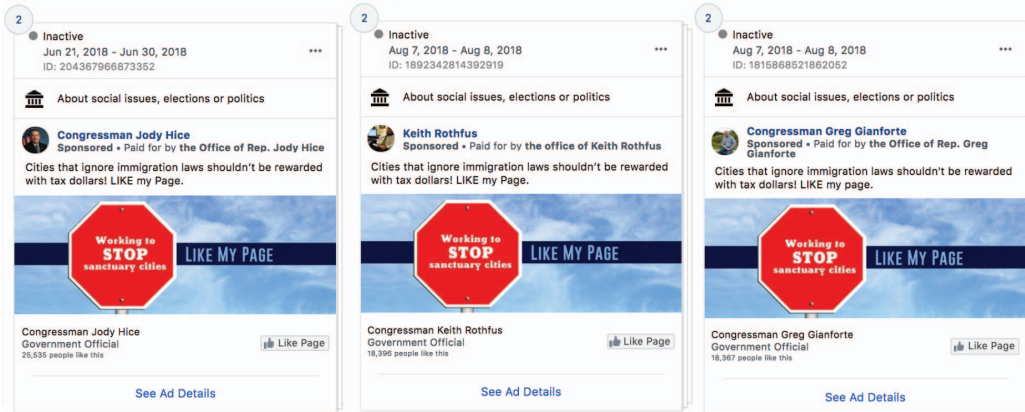 2
Inactive
Jun 21, 2018 - Jun 30, 2018
ID: 204367966873352
About social issues, elections or politics
Congressman Jody Hice
Sponsored • Paid for by the Office of Rep. Jody Hice
Cities that ignore immigration laws shouldn't be rewarded
with tax dollars! LIKE my Page.
Working to
STOP
sanctuary cities
LIKE MY PAGE
Congressman Jody Hice
Government Official
25,535 people like this
Like Page
See Ad Details
2
Inactive
Aug 7, 2018 - Aug 8, 2018
ID: 1892342814392919
About social issues, elections or politics
Keith Rothfus
Sponsored • Paid for by the office of Keith Rothfus
Cities that ignore immigration laws shouldn't be rewarded
with tax dollars! LIKE my Page.
Working to
STOP
sanctuary cities
LIKE MY PAGE
Congressman Keith Rothfus
Government Official
18,396 people like this
Like Page
See Ad Details
2
Inactive
Aug 7, 2018 - Aug 8, 2018
ID: 1815868521862052
About social issues, elections or politics
Congressman Greg Gianforte
Sponsored • Paid for by the Office of Rep. Greg
Gianforte
Cities that ignore immigration laws shouldn't be rewarded
with tax dollars! LIKE my page.
Working to
STOP
sanctuary cities
LIKE MY PAGE
Congressman Greg Gianforte
Government Official
18,367 people like this
Like Page
See Ad Details